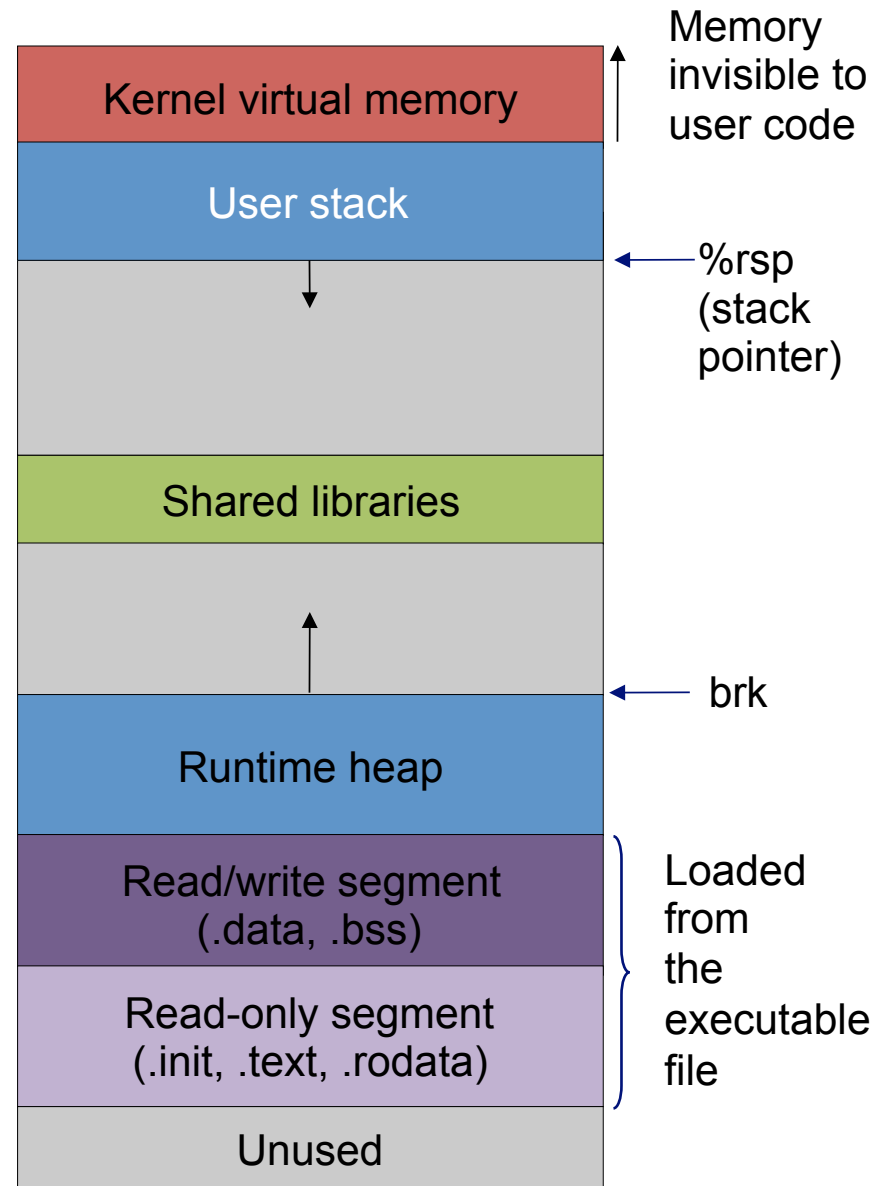 Memory
invisible to
user code
Kernel virtual memory
User stack
%rsp
(stack
pointer)
Shared libraries
brk
Runtime heap
Read/write segment
(.data, .bss)
Loaded
from
the
executable
file
Read-only segment
(.init, .text, .rodata)
Unused